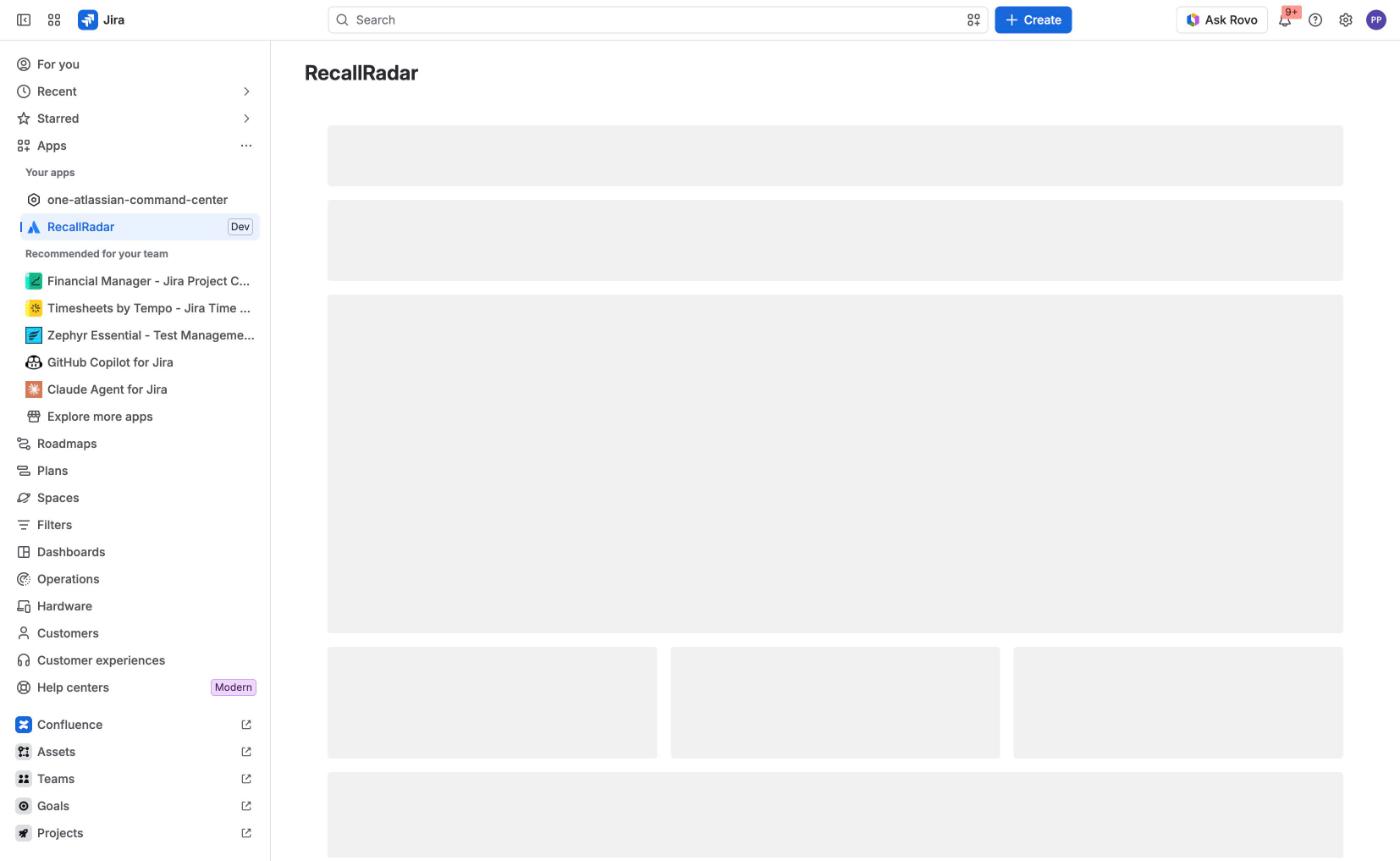 Jira
Search
Create
Ask Rovo
9+
PP
For you
Recent
Starred
Apps
Your apps
one-atlassian-command-center
RecallRadar
Dev
Recommended for your team
Financial Manager - Jira Project C...
Timesheets by Tempo - Jira Time ...
Zephyr Essential - Test Manageme...
GitHub Copilot for Jira
Claude Agent for Jira
Explore more apps
Roadmaps
Plans
Spaces
Filters
Dashboards
Operations
Hardware
Customers
Customer experiences
Help centers
Modern
Confluence
Assets
Teams
Goals
Projects
RecallRadar